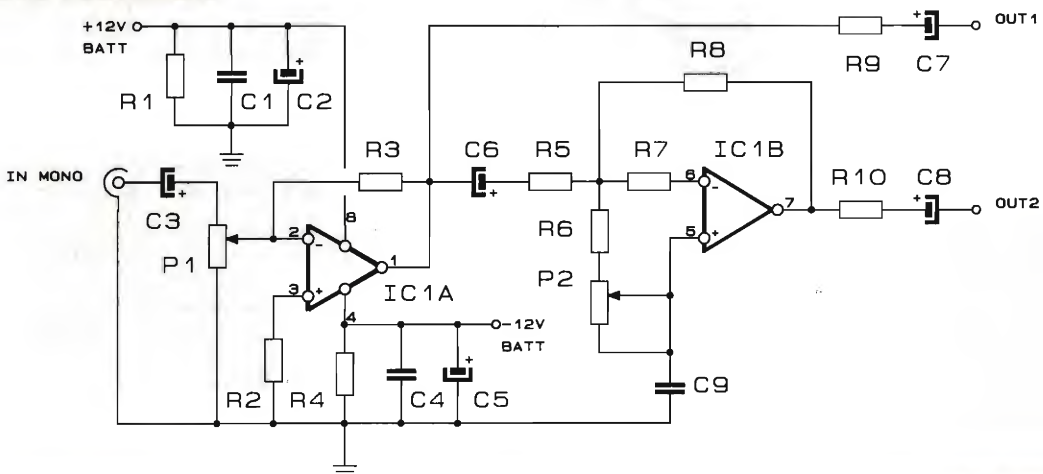 +12V
BATT
R1
C1
C2
IN MONO
C3
P1
R3
8
2
-
3
+
1
IC1A
4
-12V
BATT
R2
R4
C4
C5
+
C6
+
R5
R8
R7
IC1B
6
-
5
+
7
R6
P2
C9
R9
+
C7
OUT1
R10
+
C8
OUT2
+
+